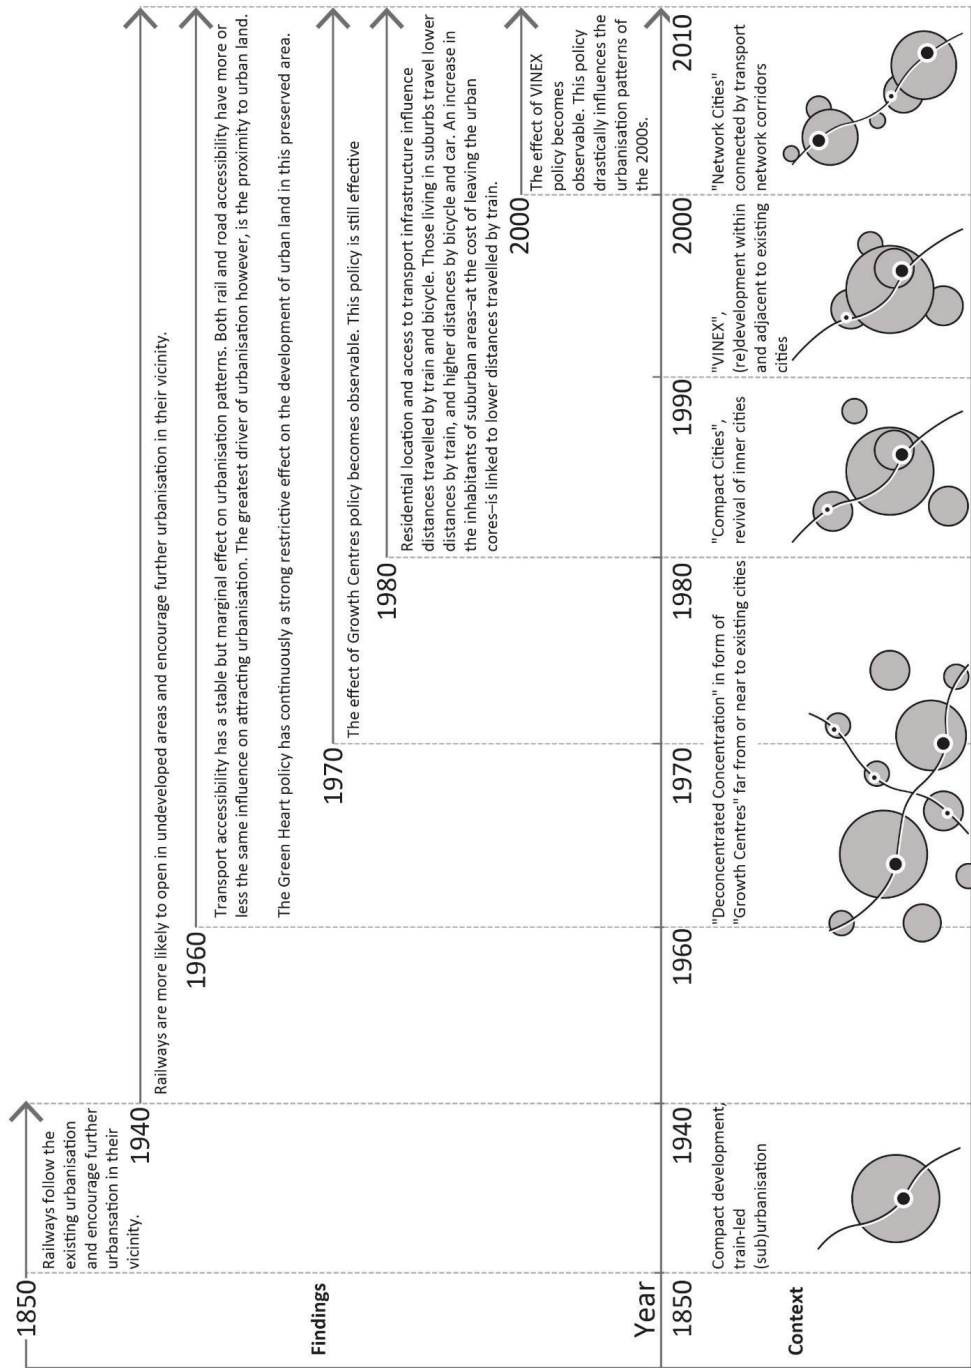 1850
Railways follow the
existing urbanisation
and encourage further
urbansation in their
vicinity.
1940
Railways are more likely to open in undeveloped areas and encourage further urbanisation in their vicinity.
1960
Transport accessibility has a stable but marginal effect on urbanisation patterns. Both rail and road accessibility have more or
less the same influence on attracting urbanisation. The greatest driver of urbanisation however, is the proximity to urban land.
The Green Heart policy has continuously a strong restrictive effect on the development of urban land in this preserved area.
1970
The effect of Growth Centres policy becomes observable. This policy is still effective
1980
Residential location and access to transport infrastructure influence
distances travelled by train and bicycle. Those living in suburbs travel lower
distances by train, and higher distances by bicycle and car. An increase in
the inhabitants of suburban areas–at the cost of leaving the urban
cores–is linked to lower distances travelled by train.
2000
The effect of VINEX
policy becomes
observable. This policy
drastically influences the
urbanisation patterns of
the 2000s.
Findings
Year
1850
1940
1960
1970
1980
1990
2000
2010
Context
Compact development,
train-led
(sub)urbanisation
"Deconcentrated Concentration" in form of
"Growth Centres" far from or near to existing cities
"Compact Cities",
revival of inner cities
"VINEX",
(re)development within
and adjacent to existing
cities
"Network Cities"
connected by transport
network corridors